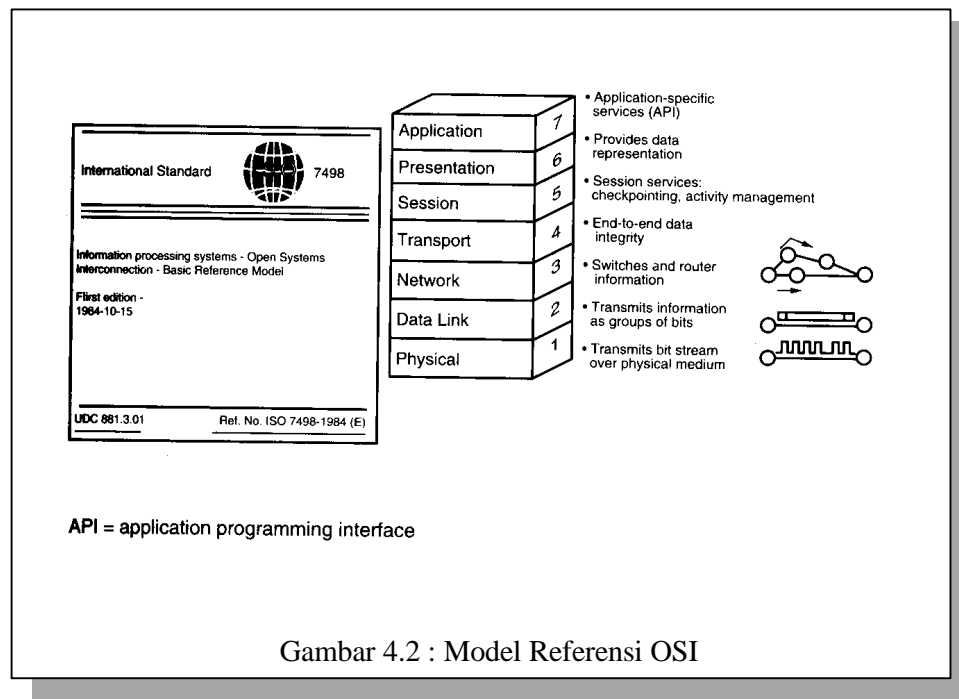 International Standard
7498
Information processing systems - Open Systems
Interconnection - Basic Reference Model
Flirst edition -
1984-10-15
UDC 881.3.01
Ref. No. ISO 7498-1984 (E)
Application 7
Presentation 6
Session 5
Transport 4
Network 3
Data Link 2
Physical 1
• Application-specific
services (API)
• Provides data
representation
• Session services:
checkpointing, activity management
• End-to-end data
integrity
• Switches and router
information
• Transmits information
as groups of bits
• Transmits bit stream
over physical medium
API = application programming interface
Gambar 4.2 : Model Referensi OSI